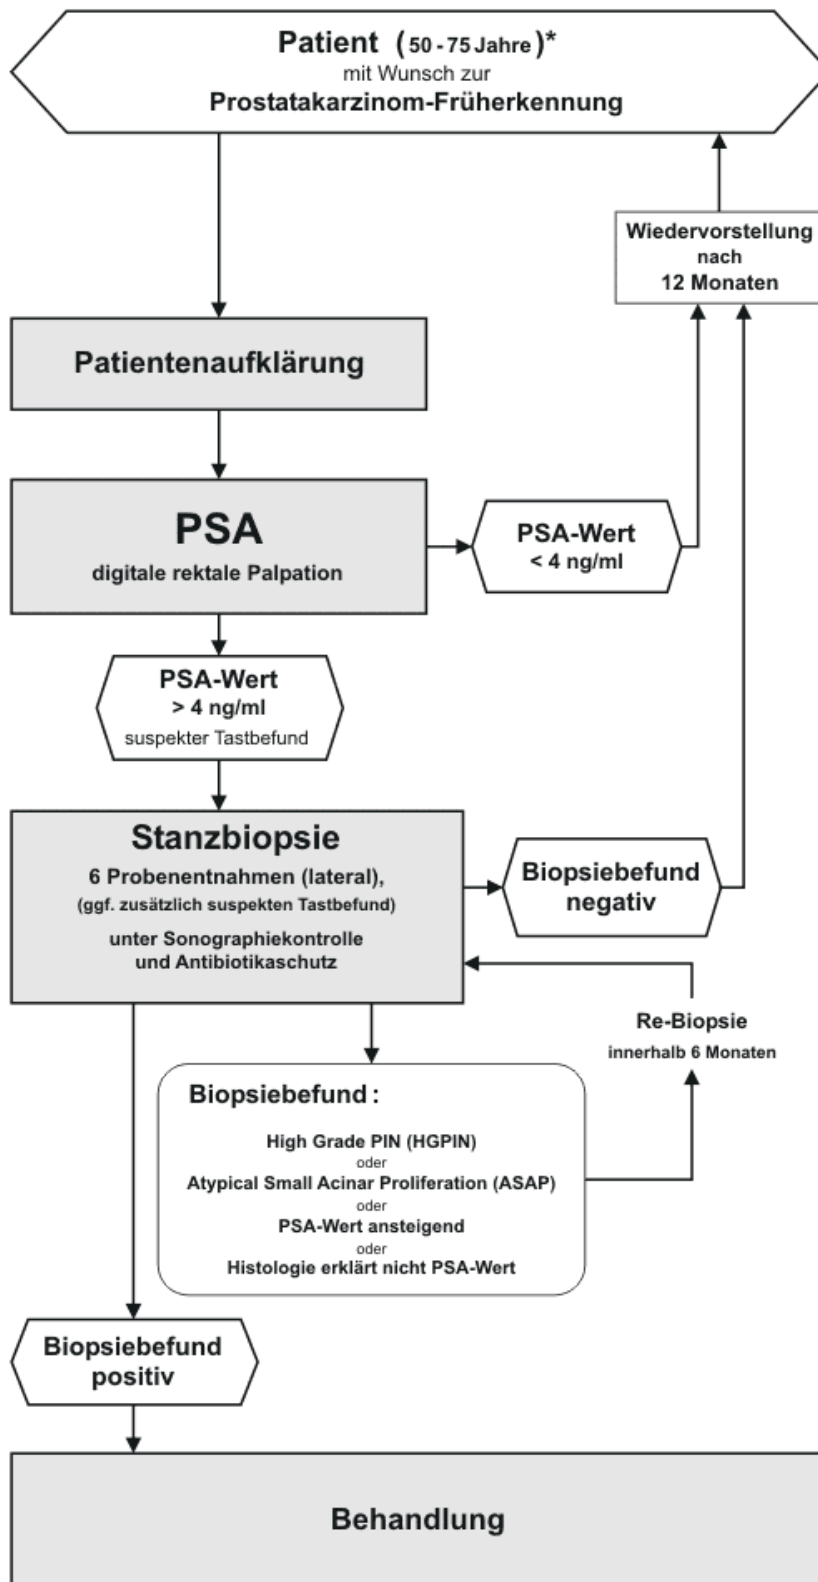 Patient (50 - 75 Jahre)*
mit Wunsch zur
Prostatakarzinom-Früherkennung
Wiedervorstellung
nach
12 Monaten
Patientenaufklärung
PSA
digitale rektale Palpation
PSA-Wert
< 4 ng/ml
PSA-Wert
> 4 ng/ml
suspekter Tastbefund
Stanzbiopsie
6 Probenentnahmen (lateral),
(ggf. zusätzlich suspekten Tastbefund)
unter Sonographiekontrolle
und Antibiotikaschutz
Biopsiebefund
negativ
Re-Biopsie
innerhalb 6 Monaten
Biopsiebefund :
High Grade PIN (HGPIN)
oder
Atypical Small Acinar Proliferation (ASAP)
oder
PSA-Wert ansteigend
oder
Histologie erklärt nicht PSA-Wert
Biopsiebefund
positiv
Behandlung